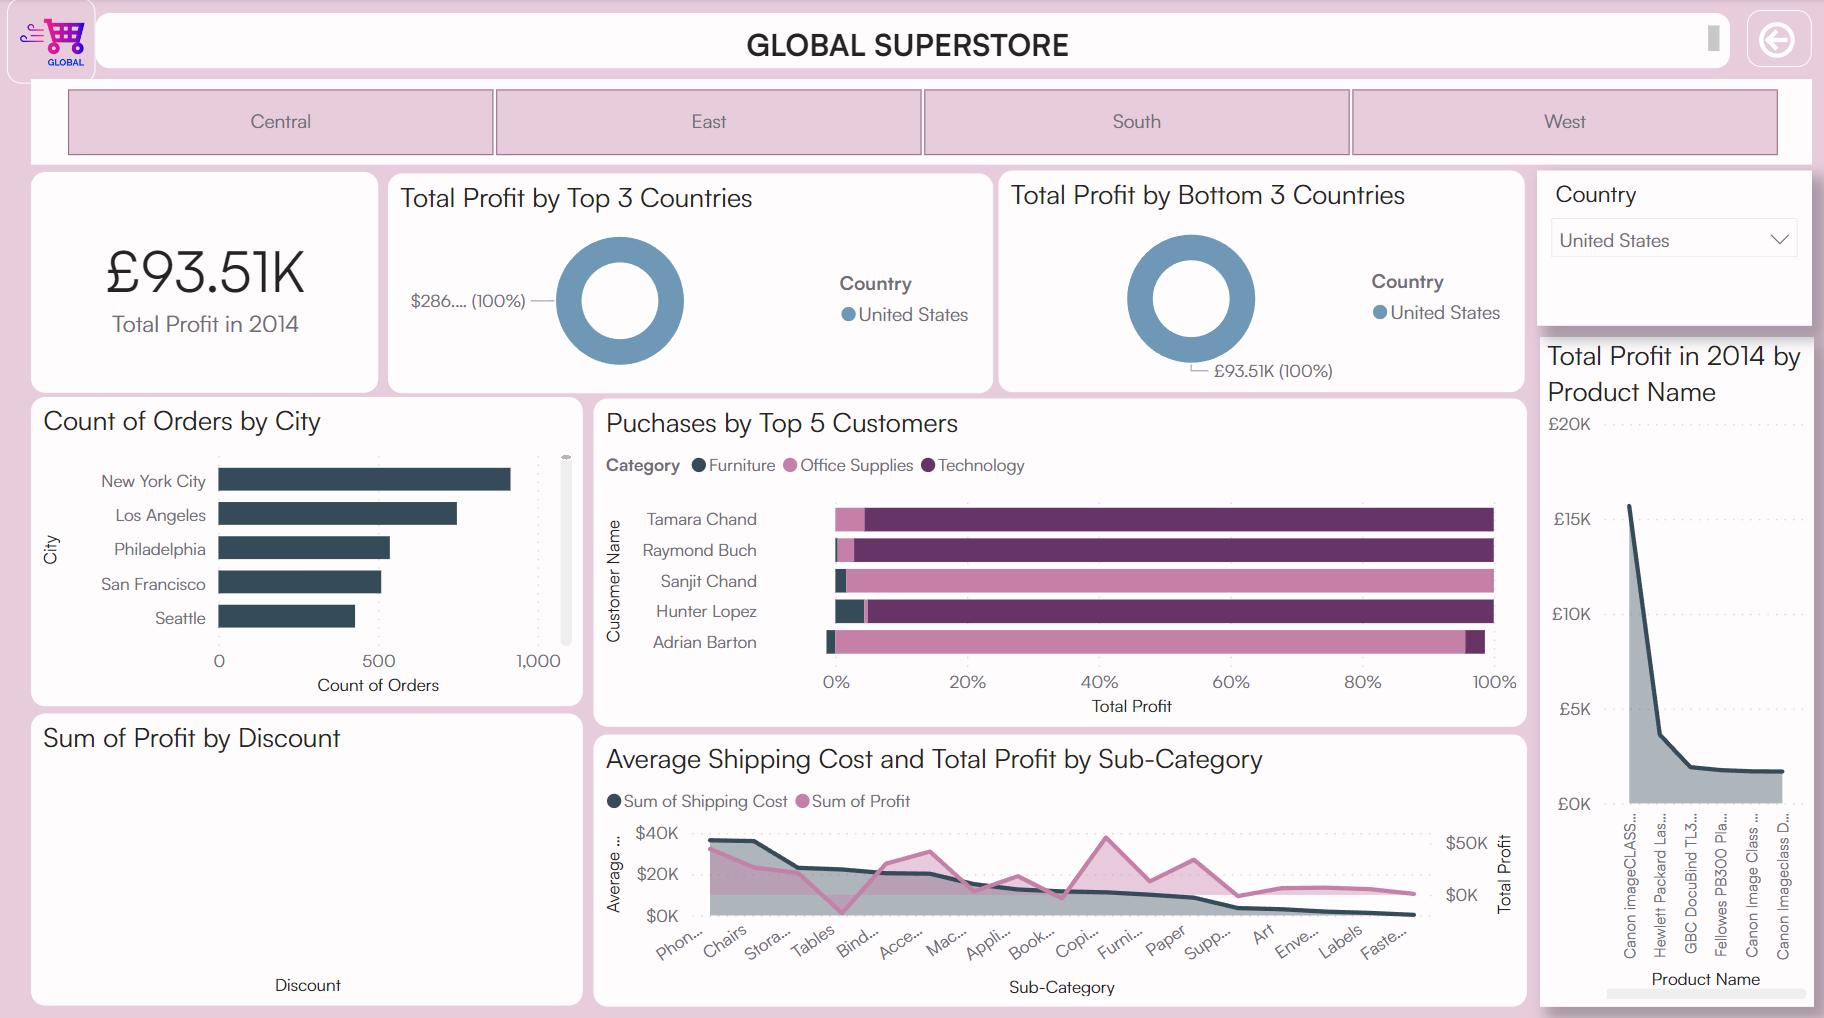 GLOBAL
GLOBAL SUPERSTORE
Central
East
South
West
£93.51K
Total Profit in 2014
Total Profit by Top 3 Countries
$286.... (100%)
Country
United States
Total Profit by Bottom 3 Countries
£93.51K (100%)
Country
United States
Country
United States
Count of Orders by City
City
New York City
Los Angeles
Philadelphia
San Francisco
Seattle
0
500
1,000
Count of Orders
Puchases by Top 5 Customers
Category
Furniture
Office Supplies
Technology
Customer Name
Tamara Chand
Raymond Buch
Sanjit Chand
Hunter Lopez
Adrian Barton
0%
20%
40%
60%
80%
100%
Total Profit
Total Profit in 2014 by
Product Name
£20K
£15K
£10K
£5K
£0K
Canon imageCLASS...
Hewlett Packard Las...
GBC DocuBind TL3...
Fellowes PB300 Pla...
Canon Image Class ...
Canon Imageclass D...
Product Name
Sum of Profit by Discount
Discount
Average Shipping Cost and Total Profit by Sub-Category
Sum of Shipping Cost
Sum of Profit
Average ...
$40K
$20K
$0K
$50K
$0K
Total Profit
Phon...
Chairs
Stora...
Tables
Bind...
Acce...
Mac...
Appli...
Book...
Copi...
Furni...
Paper
Supp...
Art
Enve...
Labels
Faste...
Sub-Category